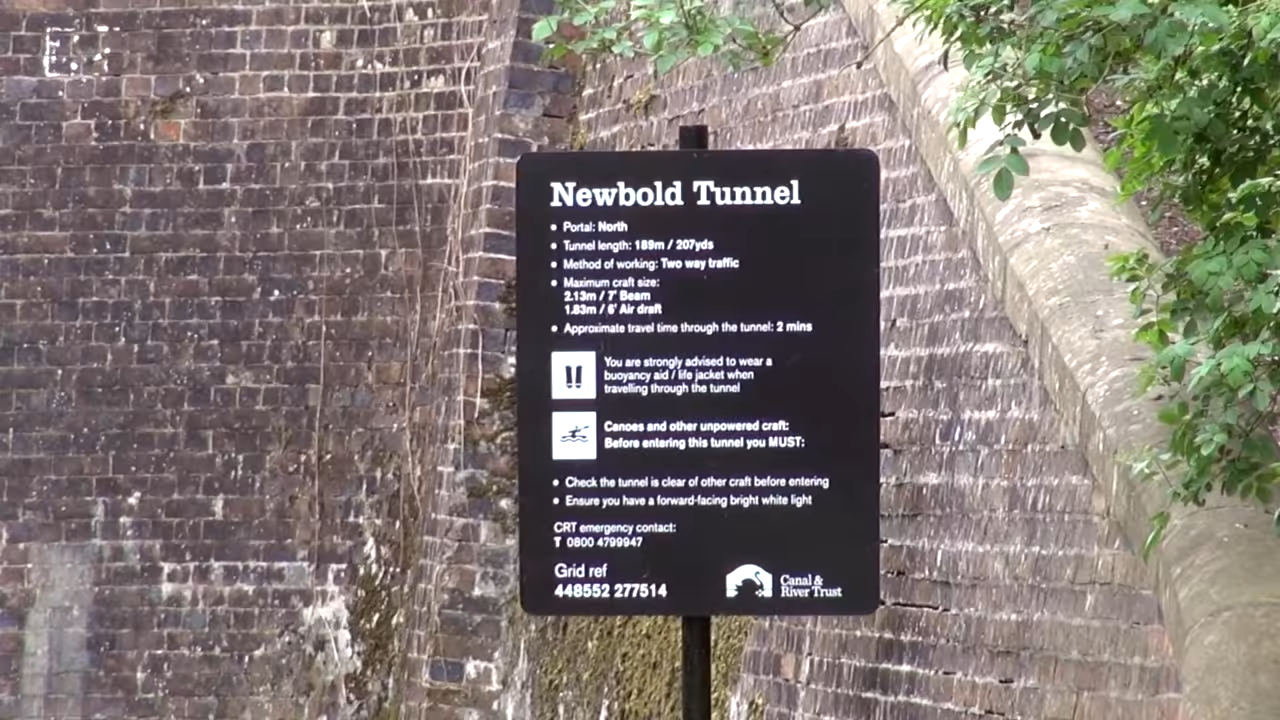 Newbold Tunnel
• Portal: North
• Tunnel length: 189m / 207yds
• Method of working: Two way traffic
• Maximum craft size:
2.13m / 7' Beam
1.83m / 6' Air draft
• Approximate travel time through the tunnel: 2 mins
You are strongly advised to wear a
buoyancy aid / life jacket when
travelling through the tunnel
Canoes and other unpowered craft:
Before entering this tunnel you MUST:
• Check the tunnel is clear of other craft before entering
• Ensure you have a forward-facing bright white light
CRT emergency contact:
T 0800 4799947
Grid ref
448552 277514
Canal &
River Trust